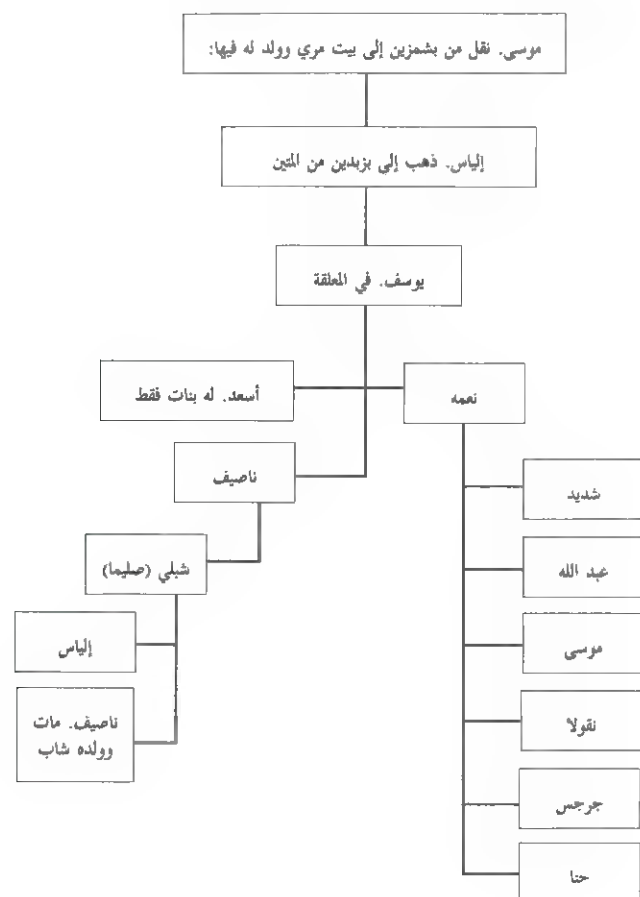 موسى. نقل من بشمزين إلى بيت مري وولد له فيها:
إلياس. ذهب إلى بزبدين من المتين
يوسف. في المعلقة
نعمه
أسعد. له بنات فقط
ناصيف
شديد
شبلي (صليما)
عبد الله
إلياس
موسى
ناصيف. مات
وولده شاب
نقولا
جرجس
حنا